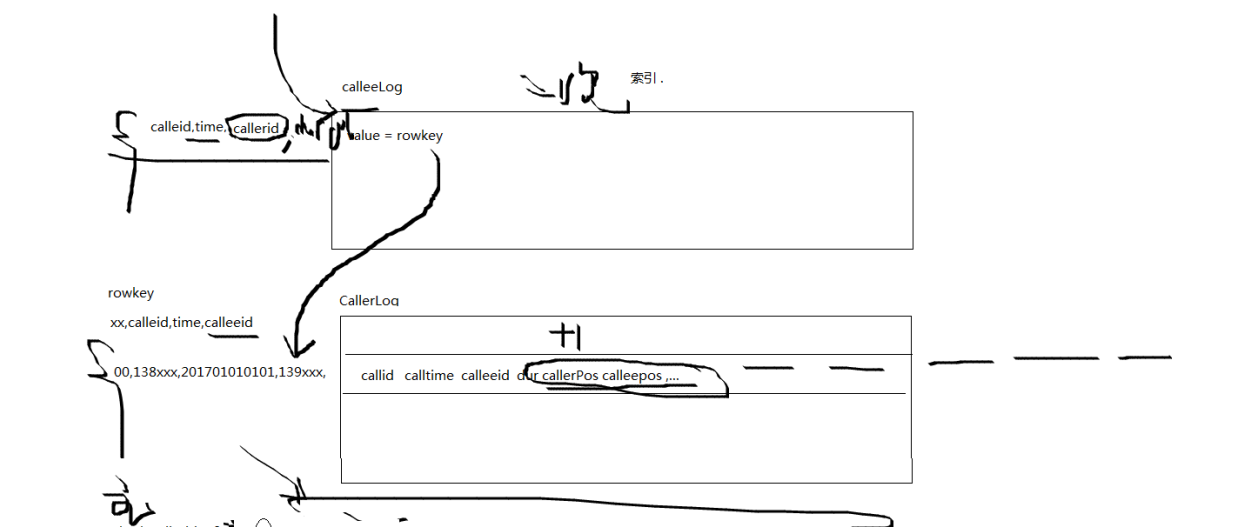 索引 .
calleeLog
calleid,time, callerid ,
value = rowkey
rowkey
CallerLog
xx,calleid,time,calleeid
00,138xxx,201701010101,139xxx,
callid calltime calleeid dur callerPos calleepos ,...